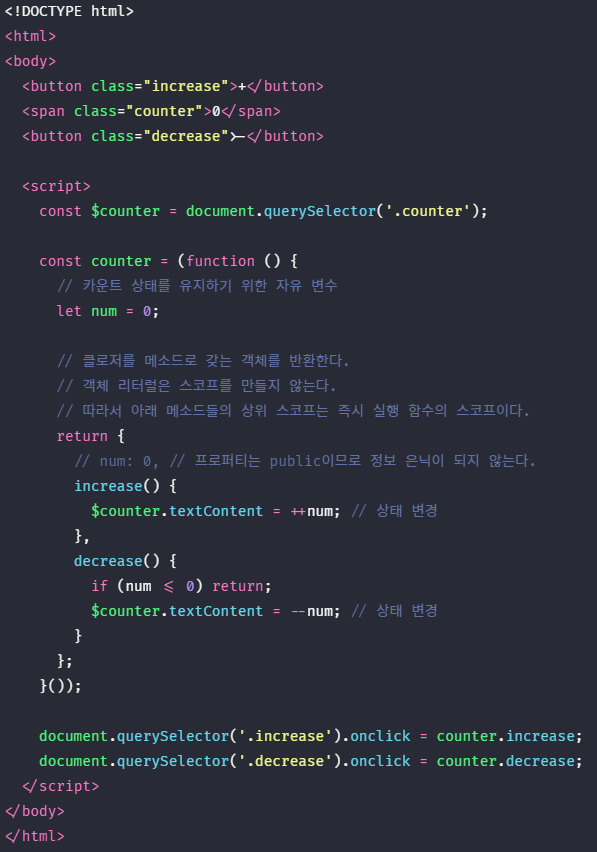 <!DOCTYPE html>
<html>
<body>
  <button class="increase">+</button>
  <span class="counter">0</span>
  <button class="decrease">-</button>

  <script>
    const $counter = document.querySelector('.counter');

    const counter = (function () {
      // 카운트 상태를 유지하기 위한 자유 변수
      let num = 0;

      // 클로저를 메소드로 갖는 객체를 반환한다.
      // 객체 리터럴은 스코프를 만들지 않는다.
      // 따라서 아래 메소드들의 상위 스코프는 즉시 실행 함수의 스코프이다.
      return {
        // num: 0, // 프로퍼티는 public이므로 정보 은닉이 되지 않는다.
        increase() {
          $counter.textContent = ++num; // 상태 변경
        },
        decrease() {
          if (num <= 0) return;
          $counter.textContent = --num; // 상태 변경
        }
      };
    }());

    document.querySelector('.increase').onclick = counter.increase;
    document.querySelector('.decrease').onclick = counter.decrease;
  </script>
</body>
</html>